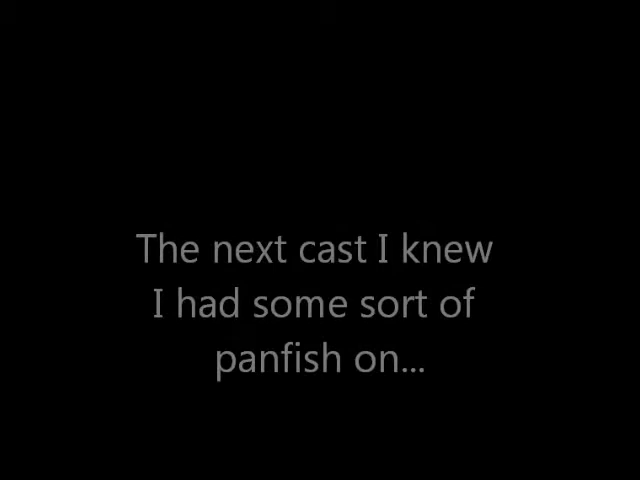 The next cast I knew
I had some sort of
panfish on...